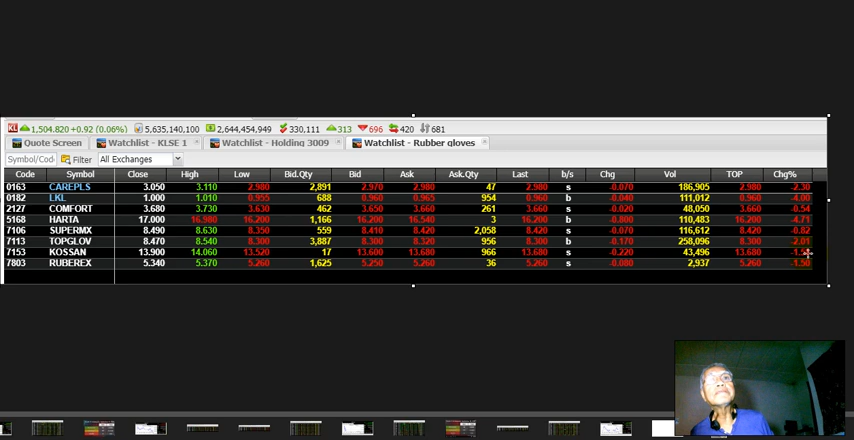 KL 1,504.820 +0.92 (0.06%) 5,635,140,100 2,644,454,949 330,111 313 696 420 681
Quote Screen Watchlist - KLSE 1 Watchlist - Holding 3009 Watchlist - Rubber gloves
Symbol/Cod Filter All Exchanges
Code Symbol Close High Low Bid.Qty Bid Ask Ask.Qty Last b/s Chg Vol TOP Chg%
0163 CAREPLS 3.050 3.110 2.980 2,891 2.970 2.980 47 2.980 s -0.070 186,905 2.980 -2.30
0182 LKL 1.000 1.010 0.955 688 0.960 0.965 954 0.960 b -0.040 111,012 0.960 -4.00
2127 COMFORT 3.680 3.730 3.630 462 3.650 3.660 261 3.660 s -0.020 48,050 3.660 -0.54
5168 HARTA 17.000 16.980 16.200 1,166 16.200 16.220 3 16.200 b -0.800 110,483 16.200 -4.71
7106 SUPERMX 8.490 8.630 8.350 559 8.410 8.420 2,058 8.420 s -0.070 116,612 8.420 -0.82
7113 TOPGLOV 8.470 8.540 8.300 3,887 8.300 8.320 956 8.300 b -0.170 258,096 8.300 -2.01
7153 KOSSAN 13.900 14.060 13.520 17 13.600 13.680 966 13.680 s -0.220 43,496 13.680
7803 RUBEREX 5.340 5.370 5.260 1,625 5.250 5.260 36 5.260 s -0.080 2,937 5.260 -1.50